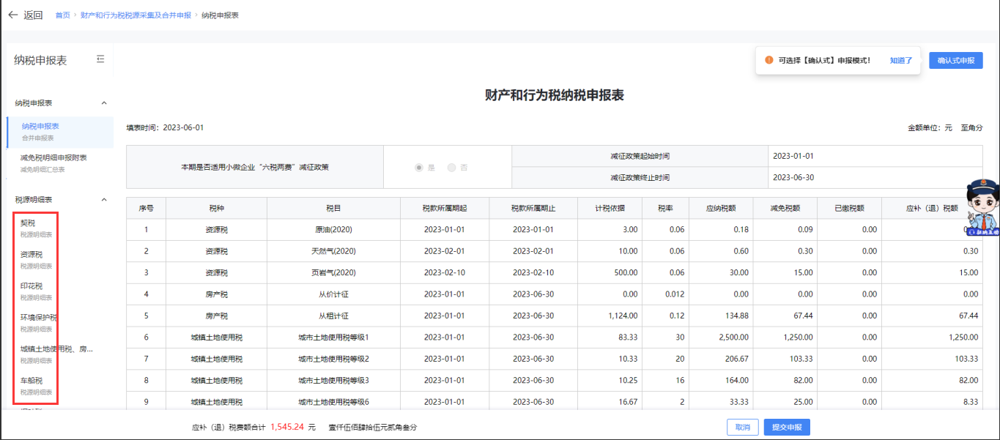 返回 首页 > 财产和行为税税源采集及合并申报 > 纳税申报表
纳税申报表
可选择【确认式】申报模式! 知道了 确认式申报
纳税申报表
纳税申报表
合并申报表
减免税明细申报附表
减免明细汇总表
税源明细表
契税
税源明细表
资源税
税源明细表
印花税
税源明细表
环境保护税
税源明细表
城镇土地使用税、房...
税源明细表
车船税
税源明细表
财产和行为税纳税申报表
填表时间：2023-06-01 金额单位：元 至角分
本期是否适用小微企业“六税两费”减征政策 是 否 减征政策起始时间 2023-01-01
减征政策终止时间 2023-06-30
序号 税种 税目 税款所属期起 税款所属期止 计税依据 税率 应纳税额 减免税额 已缴税额 应补（退）税额
1 资源税 原油(2020) 2023-01-01 2023-01-01 3.00 0.06 0.18 0.09 0.00
2 资源税 天然气(2020) 2023-02-01 2023-02-01 10.00 0.06 0.60 0.30 0.00 0.30
3 资源税 页岩气(2020) 2023-02-10 2023-02-10 500.00 0.06 30.00 15.00 0.00 15.00
4 房产税 从价计征 2023-01-01 2023-06-30 0.00 0.012 0.00 0.00 0.00 0.00
5 房产税 从租计征 2023-01-01 2023-06-30 1,124.00 0.12 134.88 67.44 0.00 67.44
6 城镇土地使用税 城市土地使用税等级1 2023-01-01 2023-06-30 83.33 30 2,500.00 1,250.00 0.00 1,250.00
7 城镇土地使用税 城市土地使用税等级2 2023-01-01 2023-06-30 10.33 20 206.67 103.33 0.00 103.33
8 城镇土地使用税 城市土地使用税等级3 2023-01-01 2023-06-30 10.25 16 164.00 82.00 0.00 82.00
9 城镇土地使用税 城市土地使用税等级6 2023-01-01 2023-06-30 16.67 2 33.33 25.00 0.00 8.33
应补（退）税费额合计 1,545.24 元 壹仟伍佰肆拾伍元贰角叁分 取消 提交申报